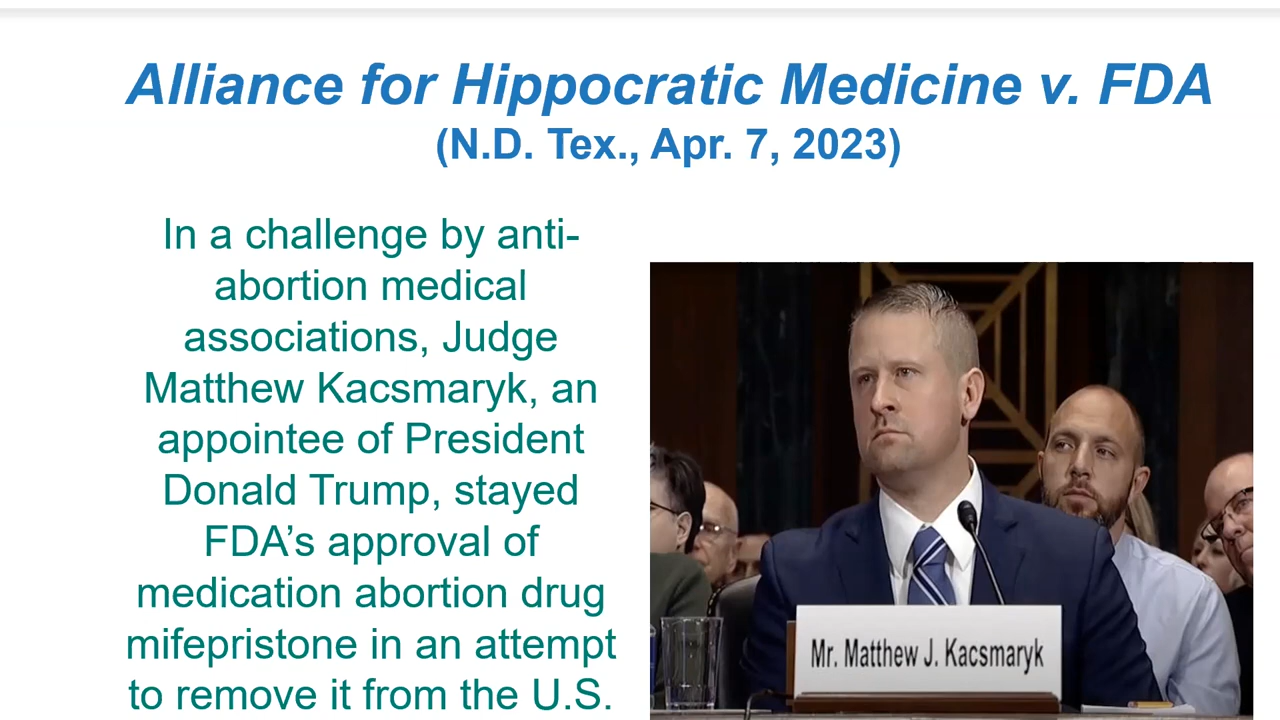 Alliance for Hippocratic Medicine v. FDA
(N.D. Tex., Apr. 7, 2023)
In a challenge by anti-
abortion medical
associations, Judge
Matthew Kacsmaryk, an
appointee of President
Donald Trump, stayed
FDA’s approval of
medication abortion drug
mifepristone in an attempt
to remove it from the U.S.
Mr. Matthew J. Kacsmaryk